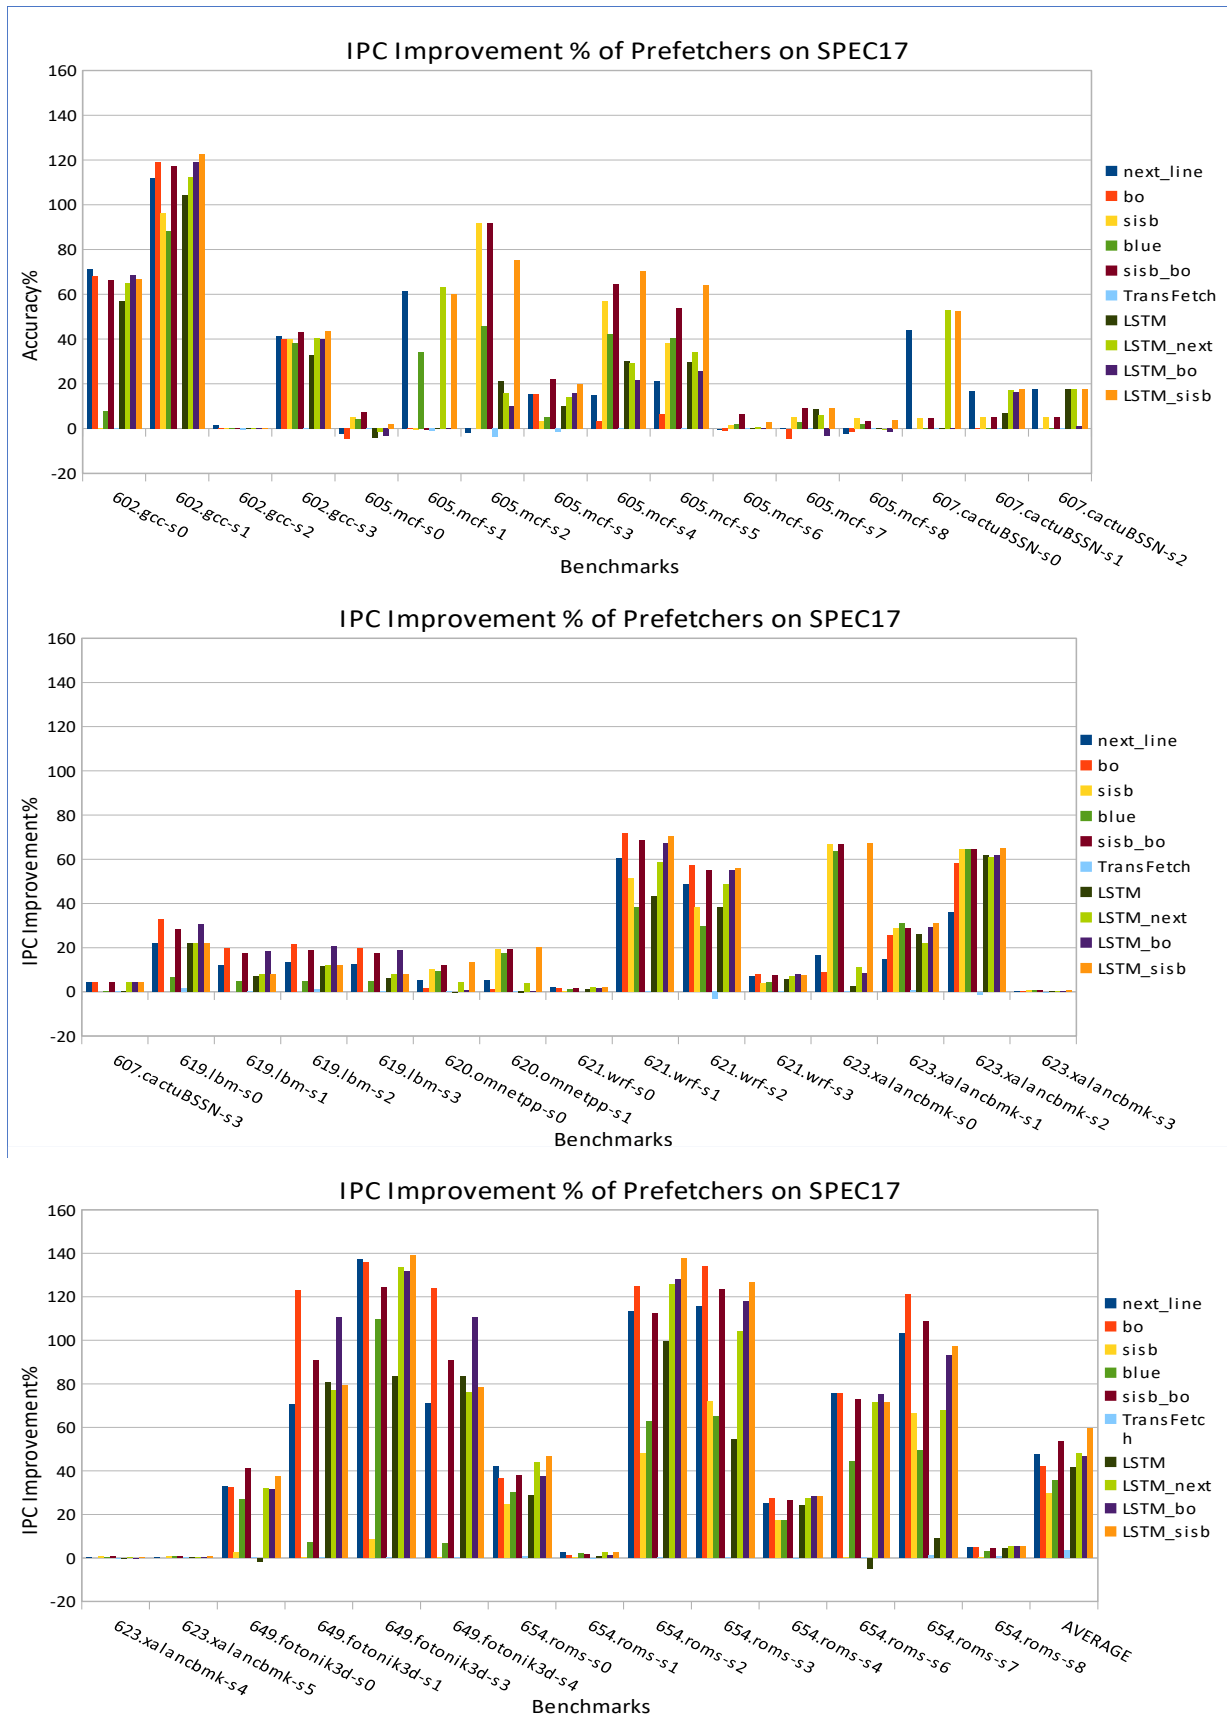 IPC Improvement % of Prefetchers on SPEC17
160
140
120
100
80
60
40
20
0
-20
Accuracy%
602.gcc-s0
602.gcc-s1
602.gcc-s2
602.gcc-s3
605.mcf-s0
605.mcf-s1
605.mcf-s2
605.mcf-s3
605.mcf-s4
605.mcf-s5
605.mcf-s6
605.mcf-s7
605.mcf-s8
607.cactuBSSN-s0
607.cactuBSSN-s1
607.cactuBSSN-s2
Benchmarks
next_line
bo
sisb
blue
sisb_bo
TransFetch
LSTM
LSTM_next
LSTM_bo
LSTM_sisb
IPC Improvement % of Prefetchers on SPEC17
160
140
120
100
80
60
40
20
0
-20
IPC Improvement%
607.cactuBSSN-s3
619.lbm-s0
619.lbm-s1
619.lbm-s2
619.lbm-s3
620.omnetpp-s0
620.omnetpp-s1
621.wrf-s0
621.wrf-s1
621.wrf-s2
621.wrf-s3
623.xalancbmk-s0
623.xalancbmk-s1
623.xalancbmk-s2
623.xalancbmk-s3
Benchmarks
next_line
bo
sisb
blue
sisb_bo
TransFetch
LSTM
LSTM_next
LSTM_bo
LSTM_sisb
IPC Improvement % of Prefetchers on SPEC17
160
140
120
100
80
60
40
20
0
-20
IPC Improvement%
623.xalancbmk-s4
623.xalancbmk-s5
649.fotonik3d-s0
649.fotonik3d-s1
649.fotonik3d-s3
649.fotonik3d-s4
654.roms-s0
654.roms-s1
654.roms-s2
654.roms-s3
654.roms-s4
654.roms-s6
654.roms-s7
654.roms-s8
AVERAGE
Benchmarks
next_line
bo
sisb
blue
sisb_bo
TransFetc
h
LSTM
LSTM_next
LSTM_bo
LSTM_sisb